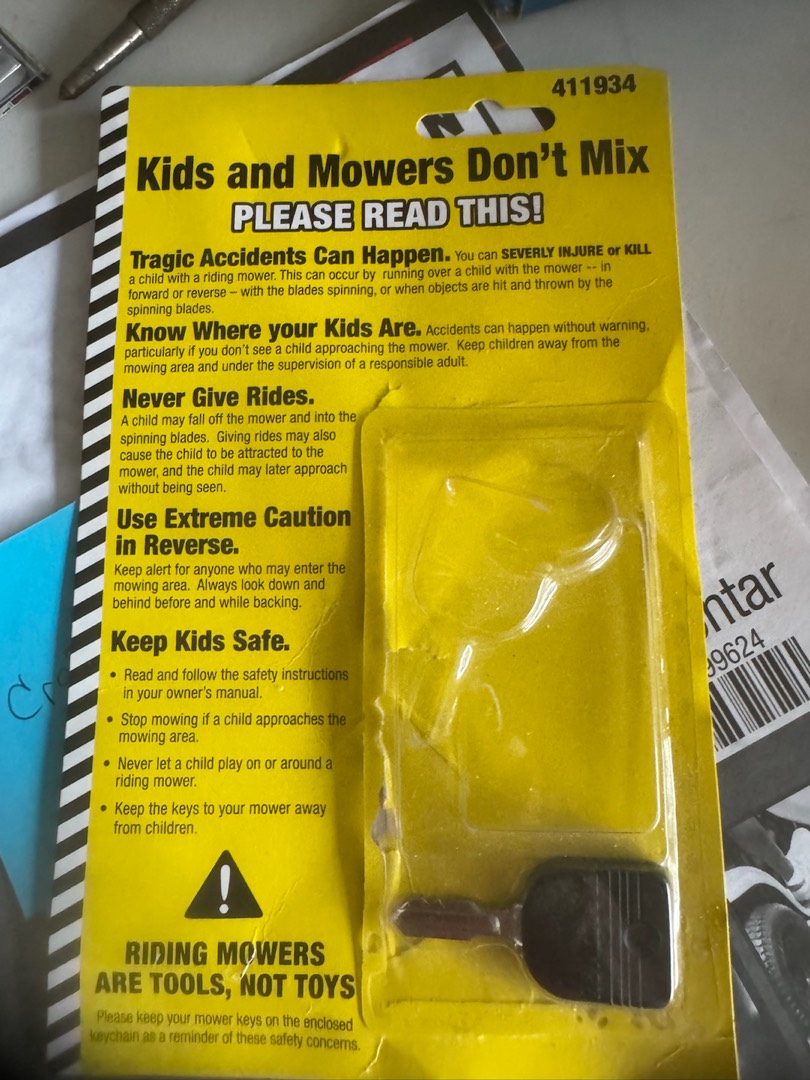 411934
Kids and Mowers Don't Mix
PLEASE READ THIS!
Tragic Accidents Can Happen. You can SEVERLY INJURE or KILL
a child with a riding mower. This can occur by running over a child with the mower -- in
forward or reverse – with the blades spinning, or when objects are hit and thrown by the
spinning blades.
Know Where your Kids Are. Accidents can happen without warning,
particularly if you don't see a child approaching the mower. Keep children away from the
mowing area and under the supervision of a responsible adult.
Never Give Rides.
A child may fall off the mower and into the
spinning blades. Giving rides may also
cause the child to be attracted to the
mower, and the child may later approach
without being seen.
Use Extreme Caution
in Reverse.
Keep alert for anyone who may enter the
mowing area. Always look down and
behind before and while backing.
Keep Kids Safe.
• Read and follow the safety instructions
in your owner's manual.
• Stop mowing if a child approaches the
mowing area.
• Never let a child play on or around a
riding mower.
• Keep the keys to your mower away
from children.
!
RIDING MOWERS
ARE TOOLS, NOT TOYS
Please keep your mower keys on the enclosed
keychain as a reminder of these safety concerns.
ntar
99624